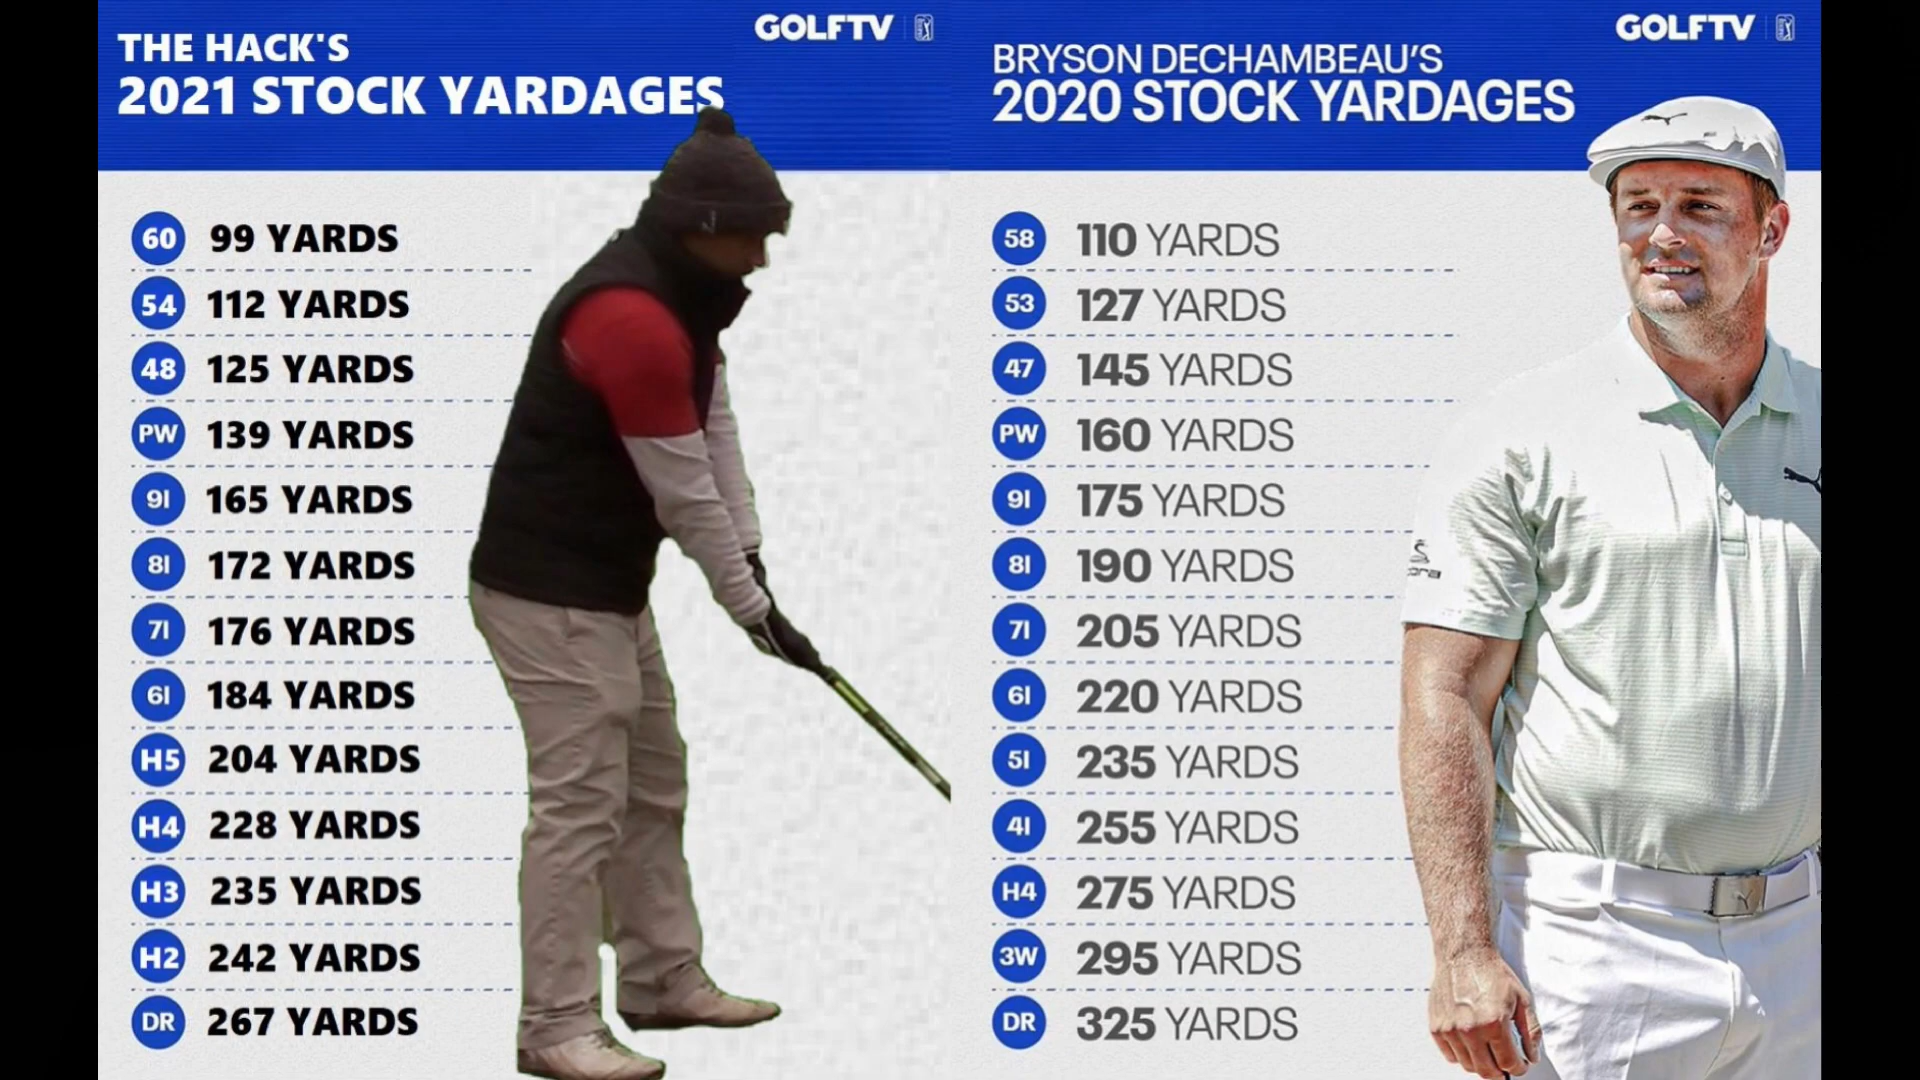 THE HACK'S
2021 STOCK YARDAGES
GOLFTV
60 99 YARDS
54 112 YARDS
48 125 YARDS
PW 139 YARDS
9I 165 YARDS
8I 172 YARDS
7I 176 YARDS
6I 184 YARDS
H5 204 YARDS
H4 228 YARDS
H3 235 YARDS
H2 242 YARDS
DR 267 YARDS
BRYSON DECHAMBEAU'S
2020 STOCK YARDAGES
GOLFTV
58 110 YARDS
53 127 YARDS
47 145 YARDS
PW 160 YARDS
9I 175 YARDS
8I 190 YARDS
7I 205 YARDS
6I 220 YARDS
5I 235 YARDS
4I 255 YARDS
H4 275 YARDS
3W 295 YARDS
DR 325 YARDS